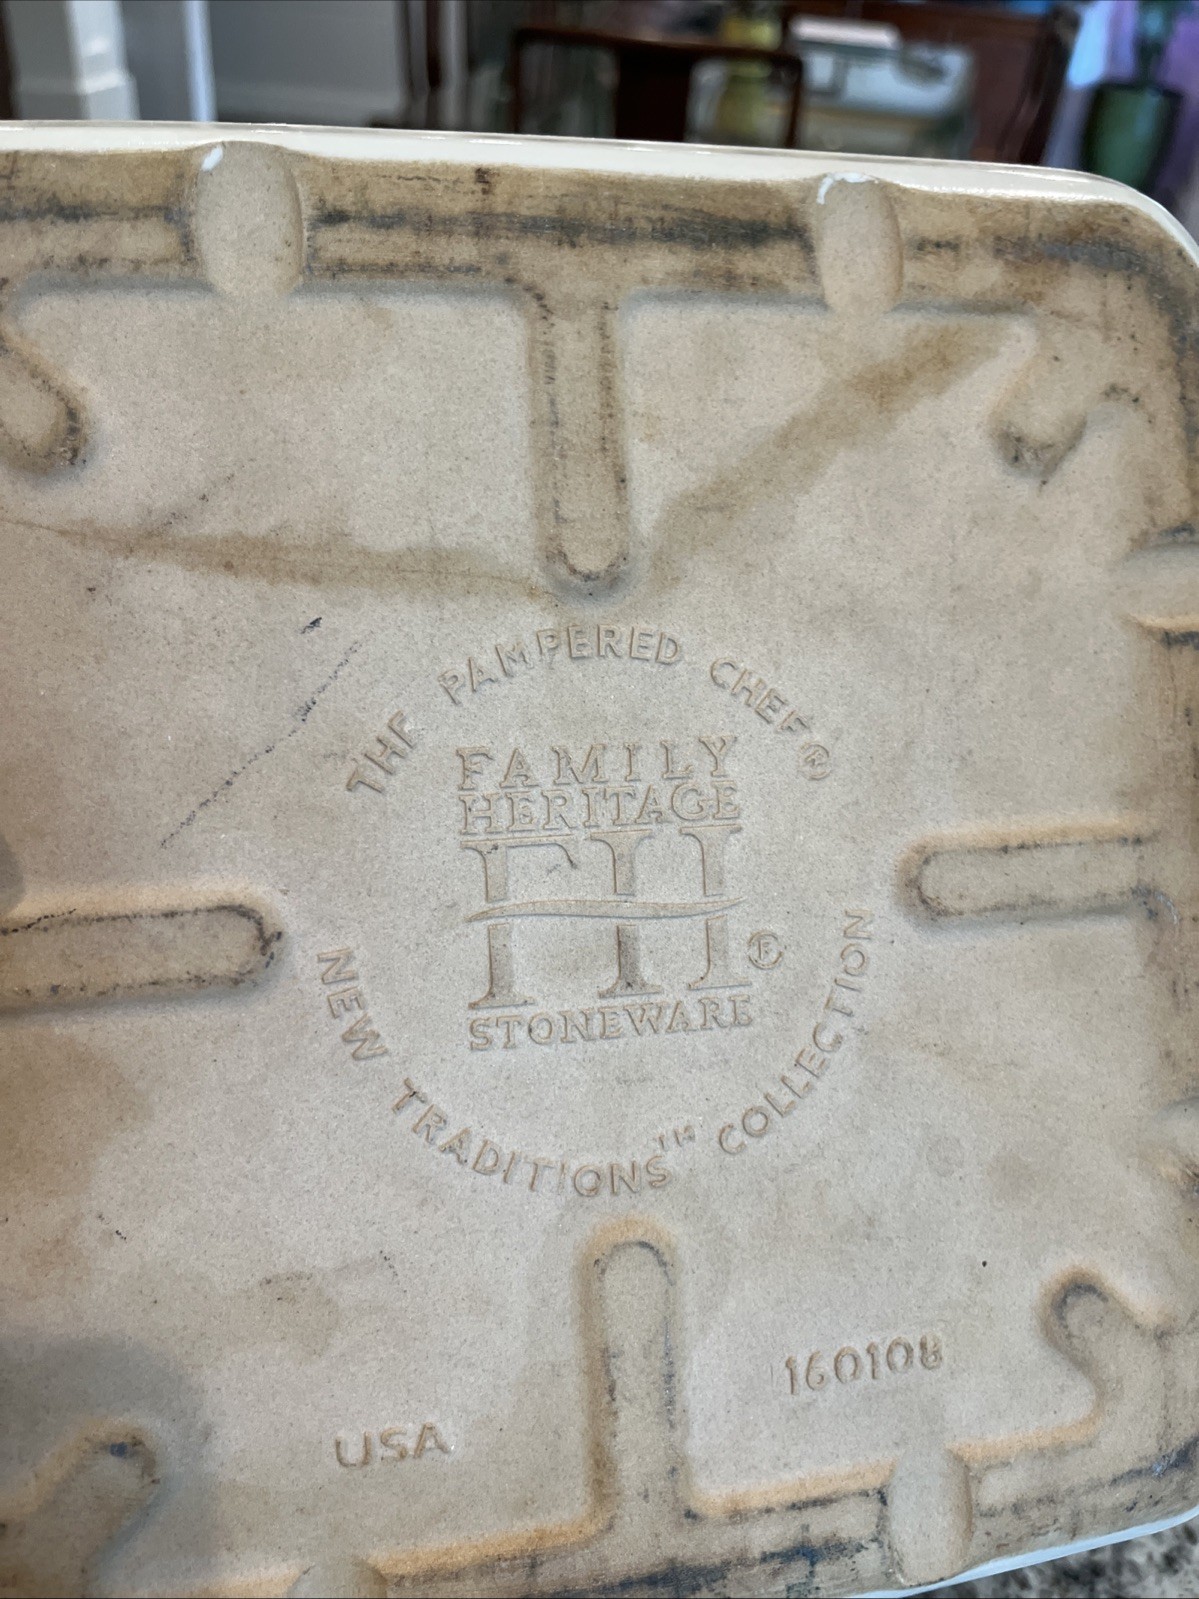 THE PAMPERED CHEF®
FAMILY
HERITAGE
FH®
STONEWARE
NEW TRADITIONS™ COLLECTION
160108
USA